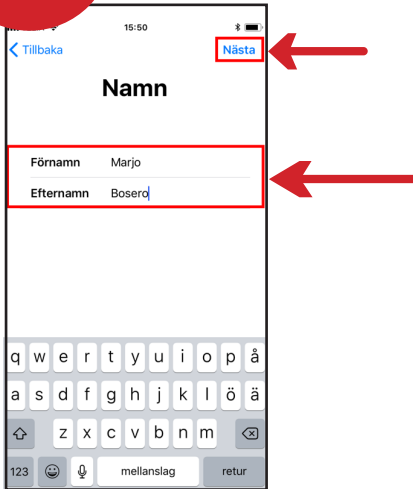 15:50
Tillbaka Nästa
Namn
Förnamn Marjo
Efternamn Bosero
q w e r t y u i o p å
a s d f g h j k l ö ä
z x c v b n m
123 mellanslag retur